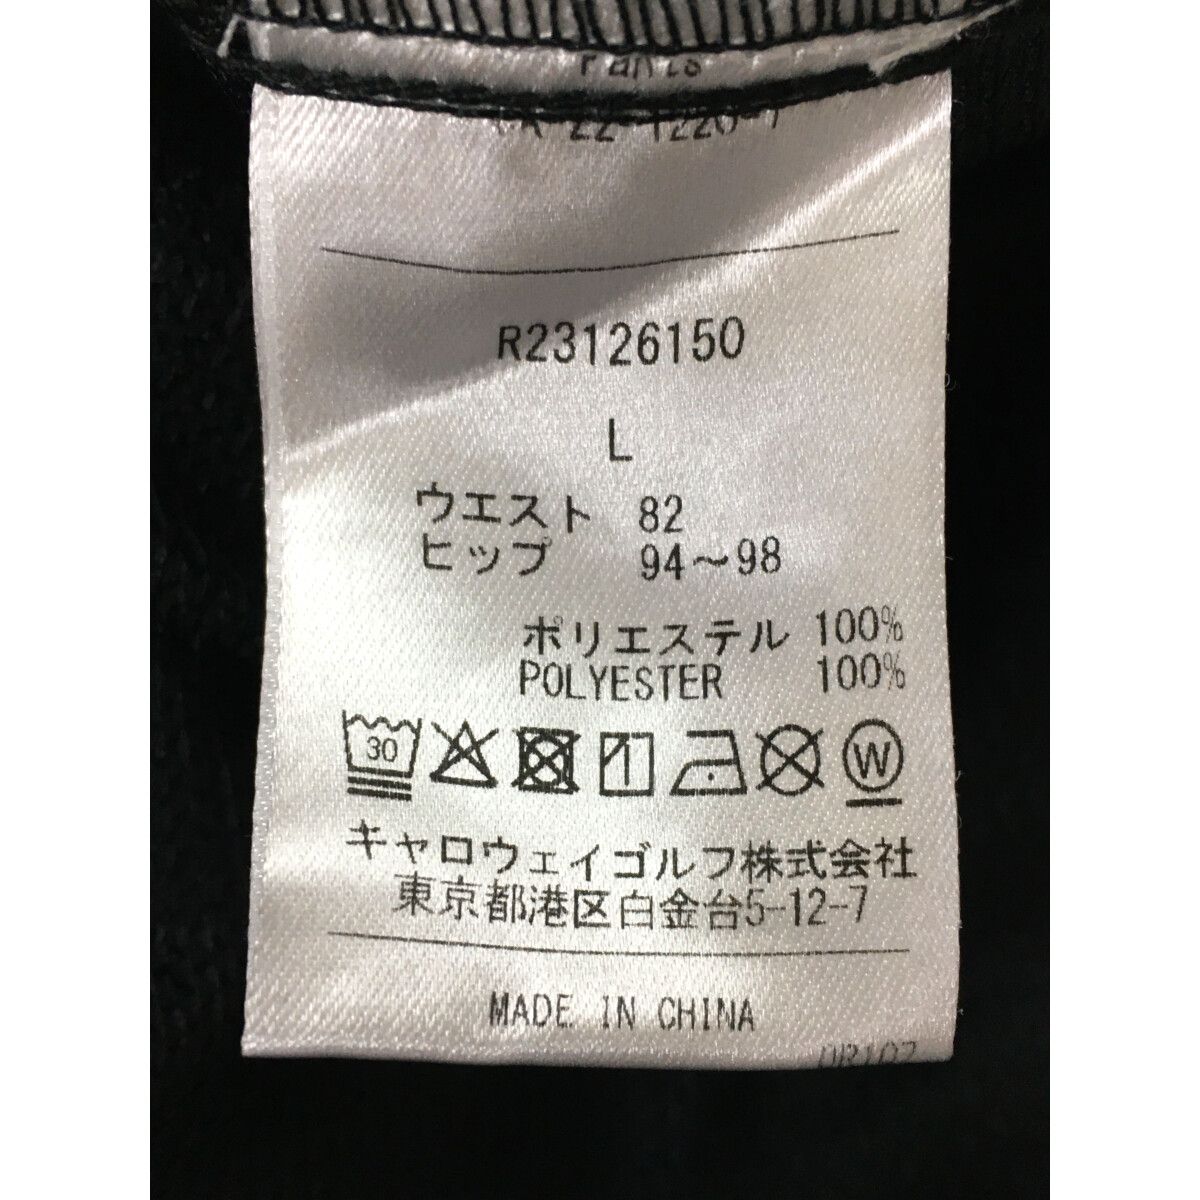 Pants
R23126150
L
ウエスト 82
ヒップ 94～98
ポリエステル 100%
POLYESTER 100%
30
W
キャロウェイゴルフ株式会社
東京都港区白金台5-12-7
MADE IN CHINA